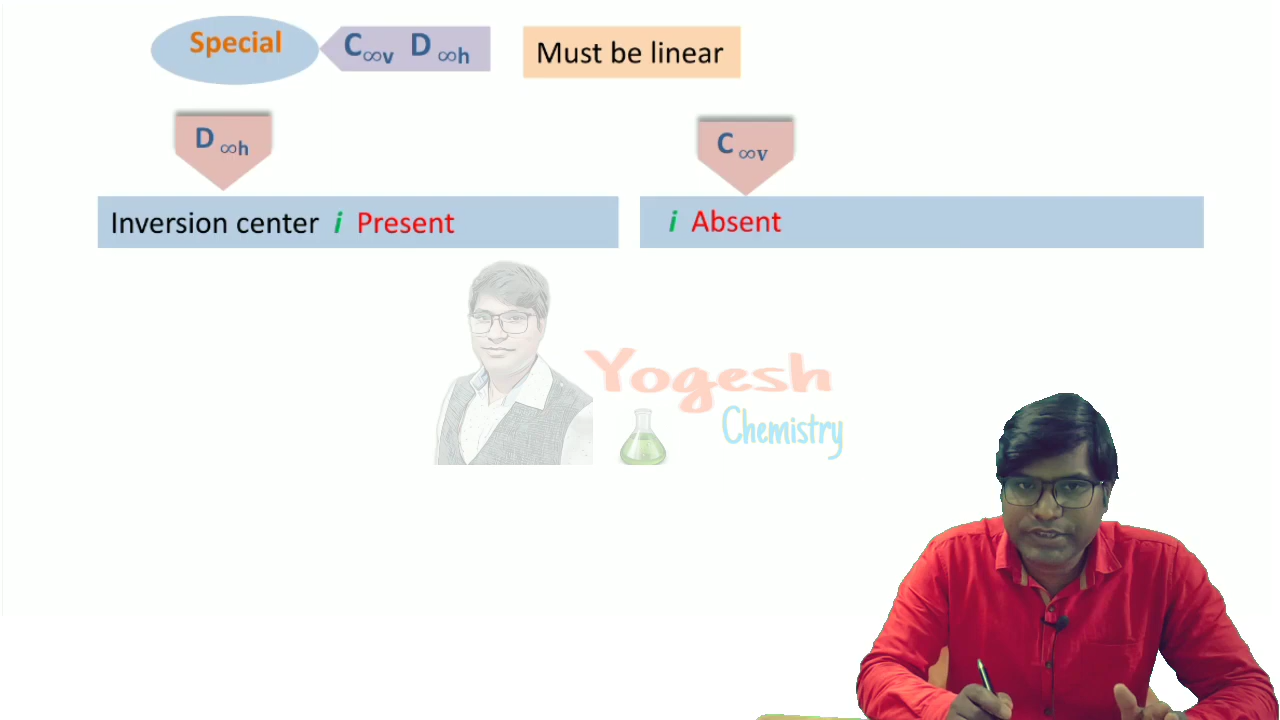 Special C∞v D ∞h Must be linear
D ∞h
C ∞v
Inversion center i Present
i Absent
Yogesh
Chemistry